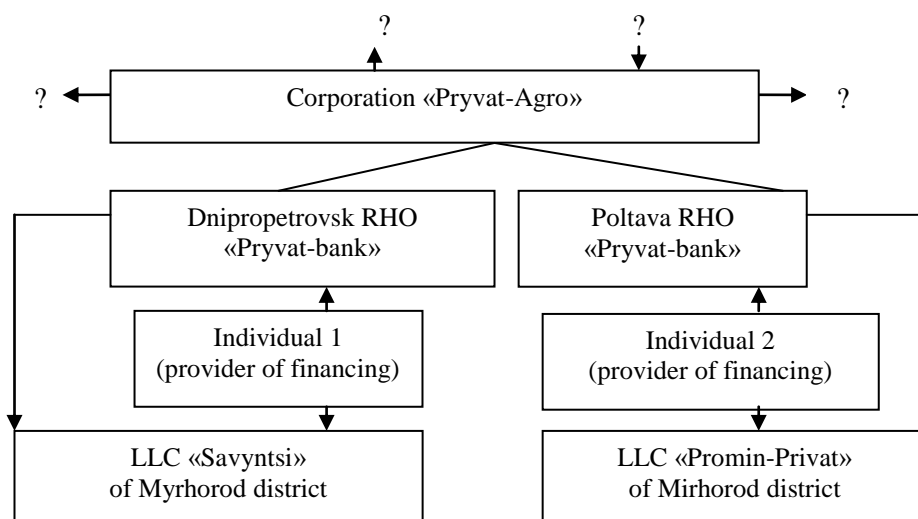 ?
?
?
Corporation «Pryvat-Agro»
?
Dnipropetrovsk RHO
«Pryvat-bank»
Poltava RHO
«Pryvat-bank»
Individual 1
(provider of financing)
Individual 2
(provider of financing)
LLC «Savyntsi»
of Myrhorod district
LLC «Promin-Privat»
of Mirhorod district